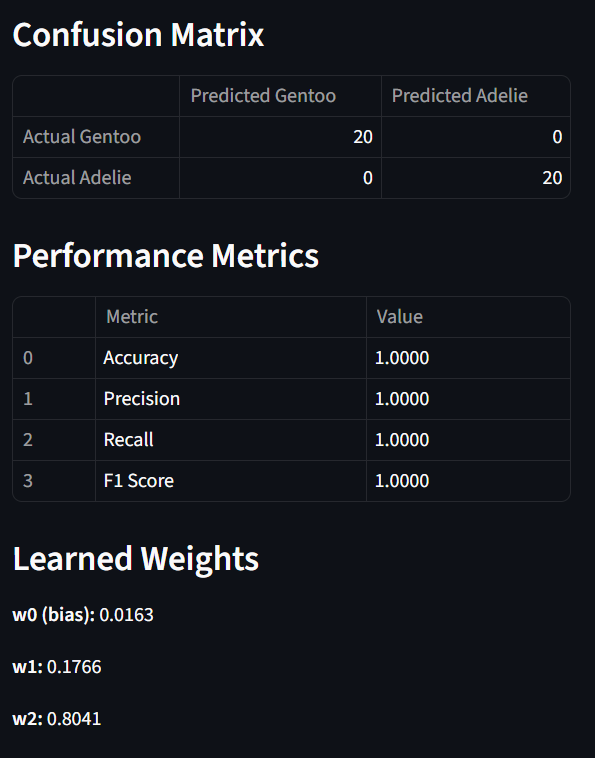 Confusion Matrix
Predicted Gentoo Predicted Adelie
Actual Gentoo 20 0
Actual Adelie 0 20
Performance Metrics
Metric Value
0 Accuracy 1.0000
1 Precision 1.0000
2 Recall 1.0000
3 F1 Score 1.0000
Learned Weights
w0 (bias): 0.0163
w1: 0.1766
w2: 0.8041